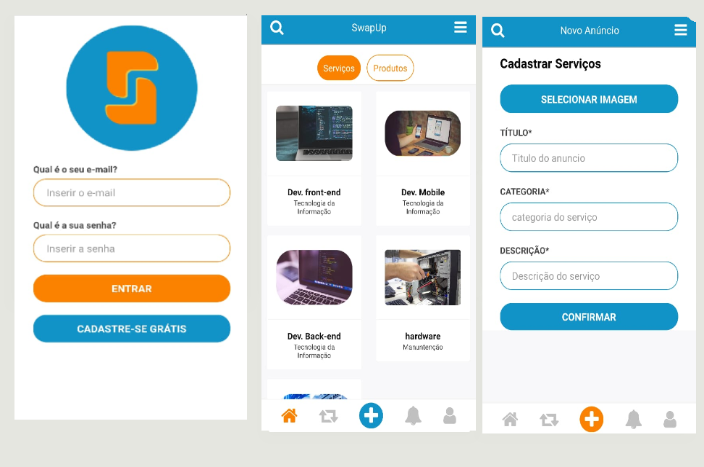 Qual é o seu e-mail?
Inserir o e-mail
Qual é a sua senha?
Inserir a senha
ENTRAR
CADASTRE-SE GRÁTIS
SwapUp
Serviços
Produtos
Dev. front-end
Tecnologia da
Informação
Dev. Mobile
Tecnologia da
Informação
Dev. Back-end
Tecnologia da
Informação
hardware
Manuntenção
Novo Anúncio
Cadastrar Serviços
SELECIONAR IMAGEM
TÍTULO*
Titulo do anuncio
CATEGORIA*
categoria do serviço
DESCRIÇÃO*
Descrição do serviço
CONFIRMAR